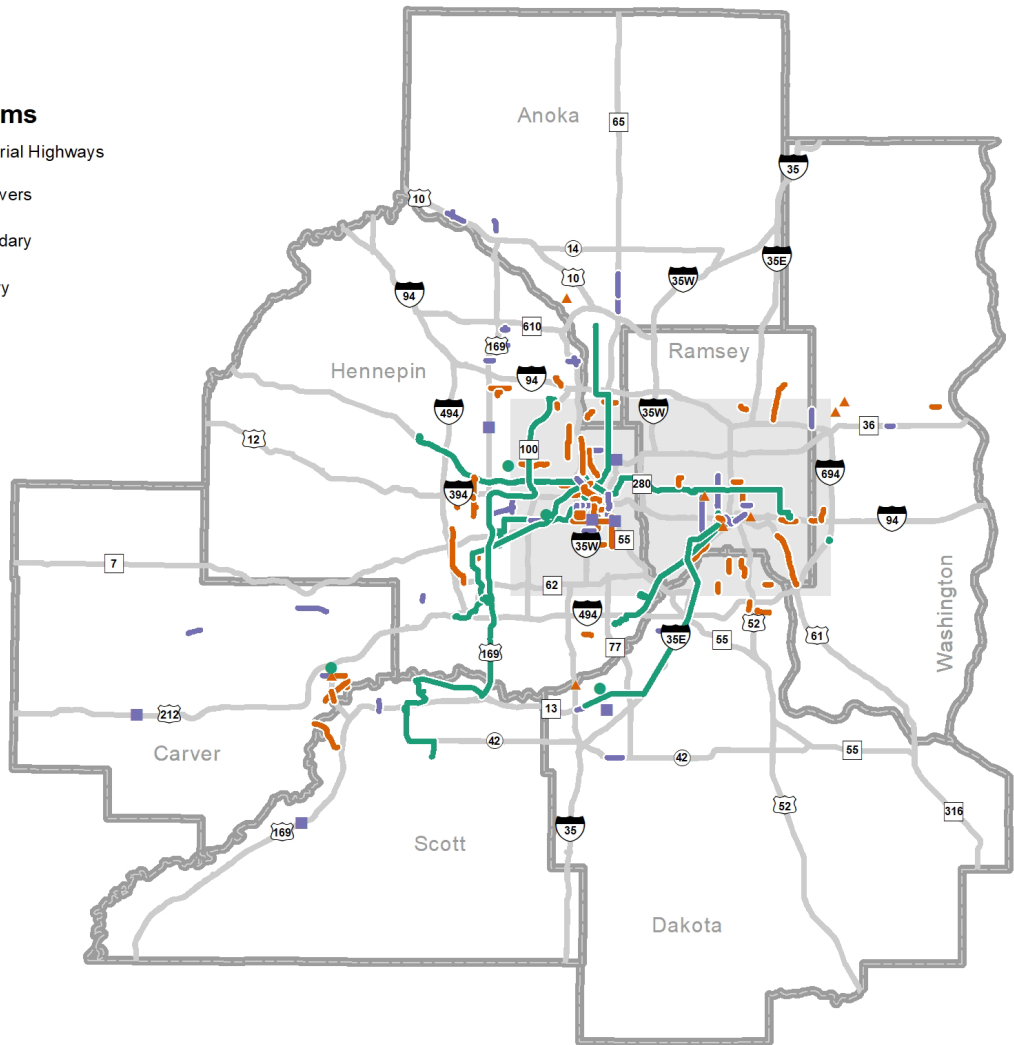 ms
rial Highways
vers
dary
ry
Anoka
65
35
10
14
10
35W
35E
94
610
169
Ramsey
Hennepin
94
494
35W
12
100
36
394
280
694
35W
55
94
7
62
494
52
Washington
169
77
35E
55
61
212
13
Carver
42
42
55
169
35
52
316
Scott
Dakota